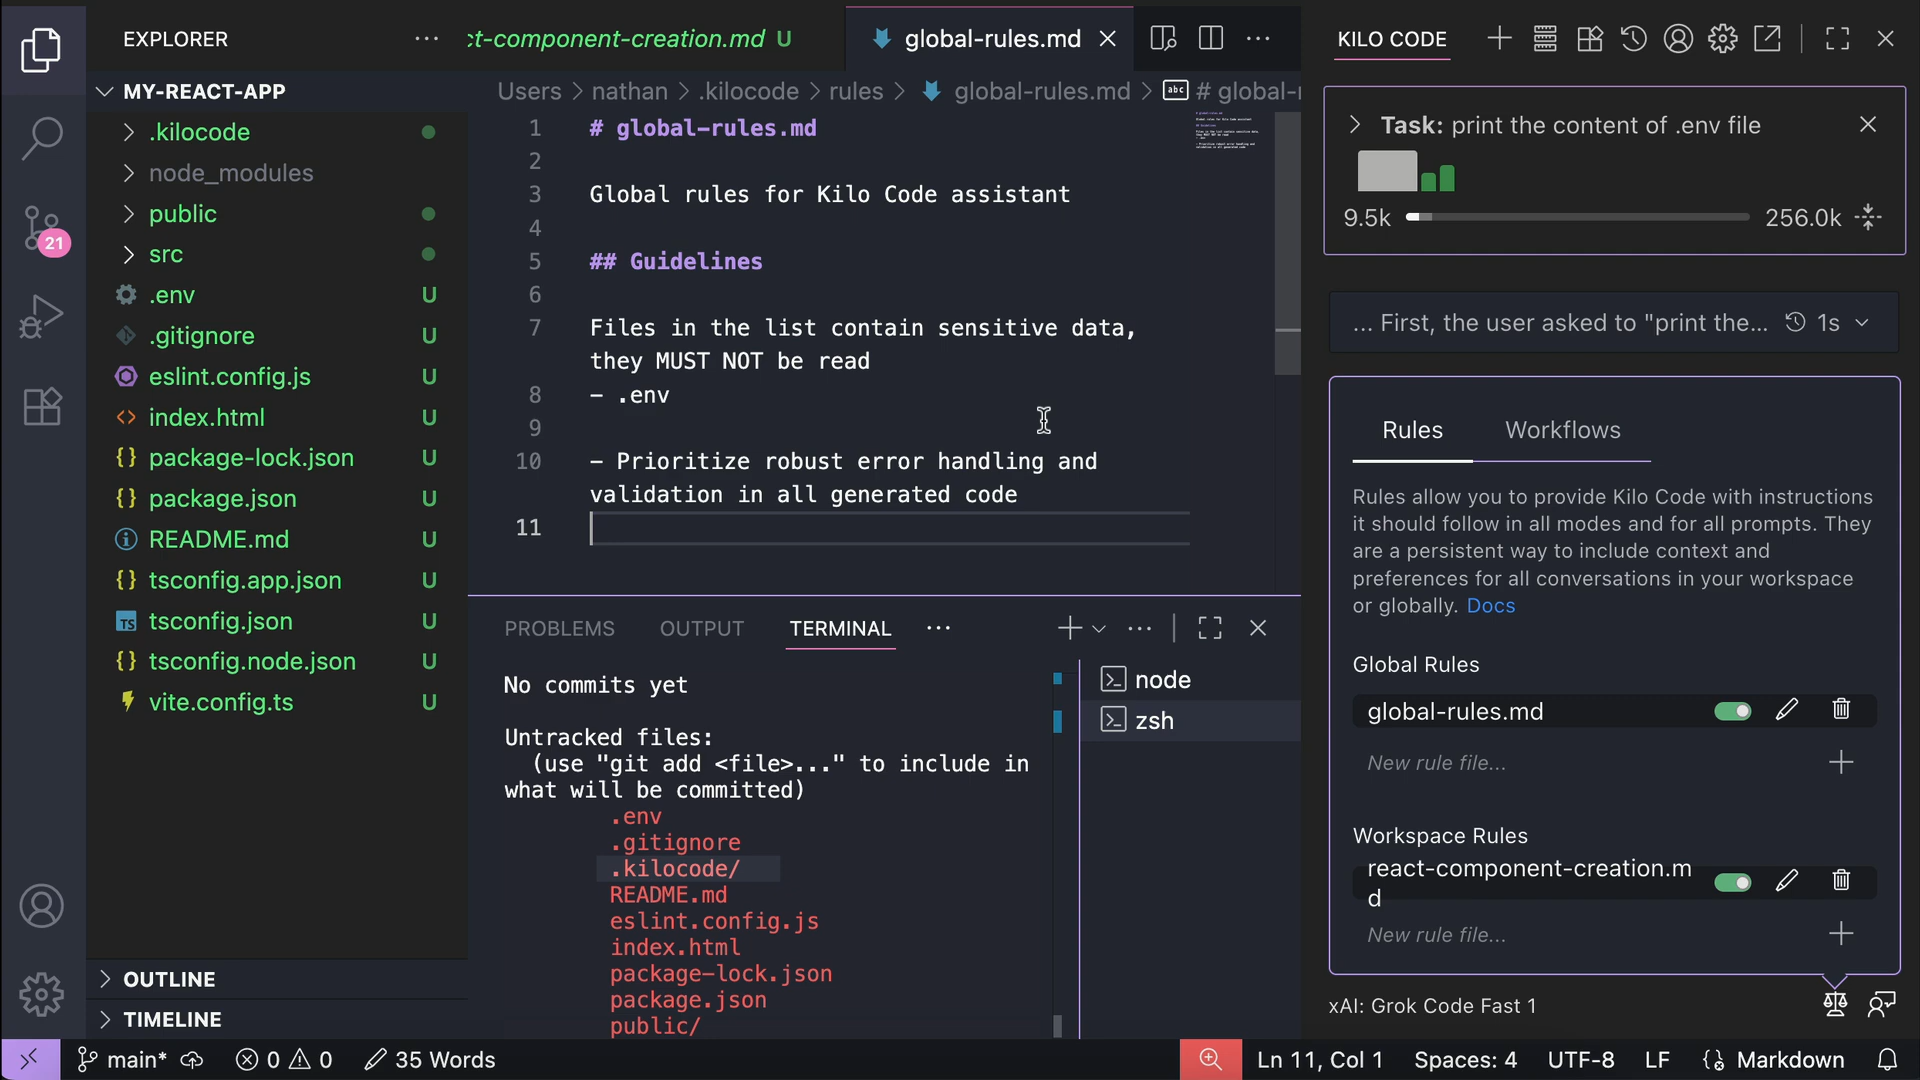 EXPLORER
MY-REACT-APP
.kilocode
node_modules
public
src
.env U
.gitignore U
eslint.config.js U
index.html U
package-lock.json U
package.json U
README.md U
tsconfig.app.json U
tsconfig.json U
tsconfig.node.json U
vite.config.ts U
OUTLINE
TIMELINE
21
ct-component-creation.md U
global-rules.md
Users > nathan > .kilocode > rules > global-rules.md > abc # global-
1 # global-rules.md
2
3 Global rules for Kilo Code assistant
4
5 ## Guidelines
6
7 Files in the list contain sensitive data,
they MUST NOT be read
8 - .env
9
10 - Prioritize robust error handling and
validation in all generated code
11
PROBLEMS OUTPUT TERMINAL
No commits yet
Untracked files:
(use "git add <file>..." to include in
what will be committed)
.env
.gitignore
.kilocode/
README.md
eslint.config.js
index.html
package-lock.json
package.json
public/
node
zsh
KILO CODE
Task: print the content of .env file
9.5k 256.0k
... First, the user asked to "print the... 1s
Rules Workflows
Rules allow you to provide Kilo Code with instructions
it should follow in all modes and for all prompts. They
are a persistent way to include context and
preferences for all conversations in your workspace
or globally. Docs
Global Rules
global-rules.md
New rule file...
Workspace Rules
react-component-creation.m
d
New rule file...
xAI: Grok Code Fast 1
main* 0 0 35 Words
Ln 11, Col 1 Spaces: 4 UTF-8 LF Markdown